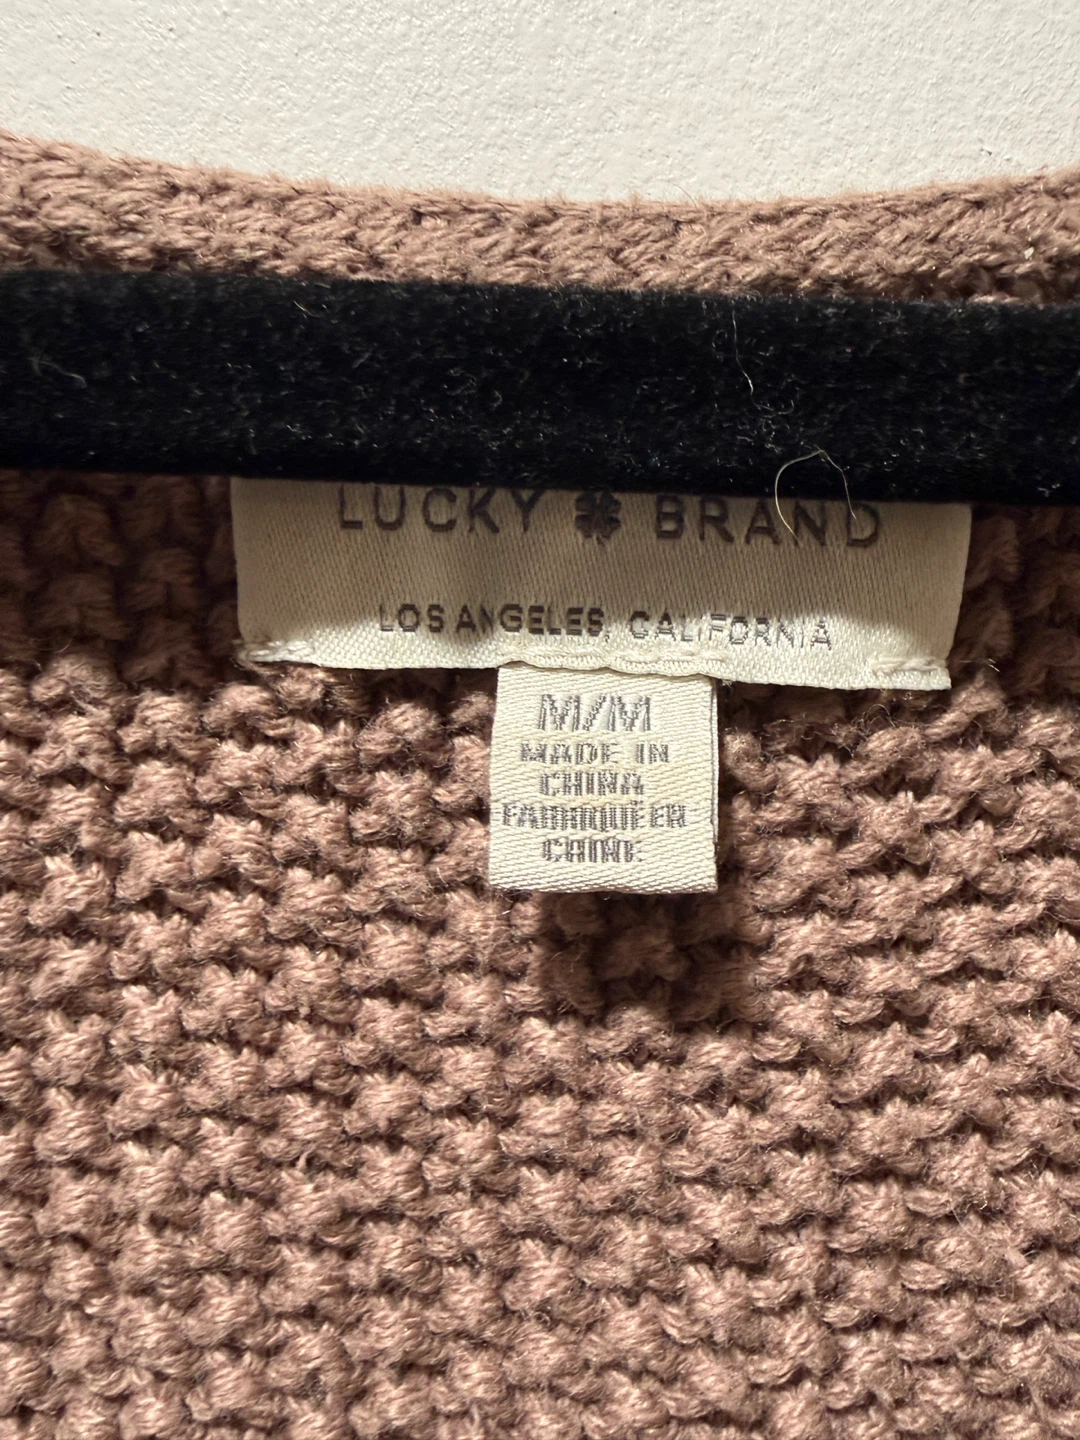 LUCKY BRAND
LOS ANGELES, CALIFORNIA
M/M
MADE IN
CHINA
FABRIQUÉ EN
CHINE